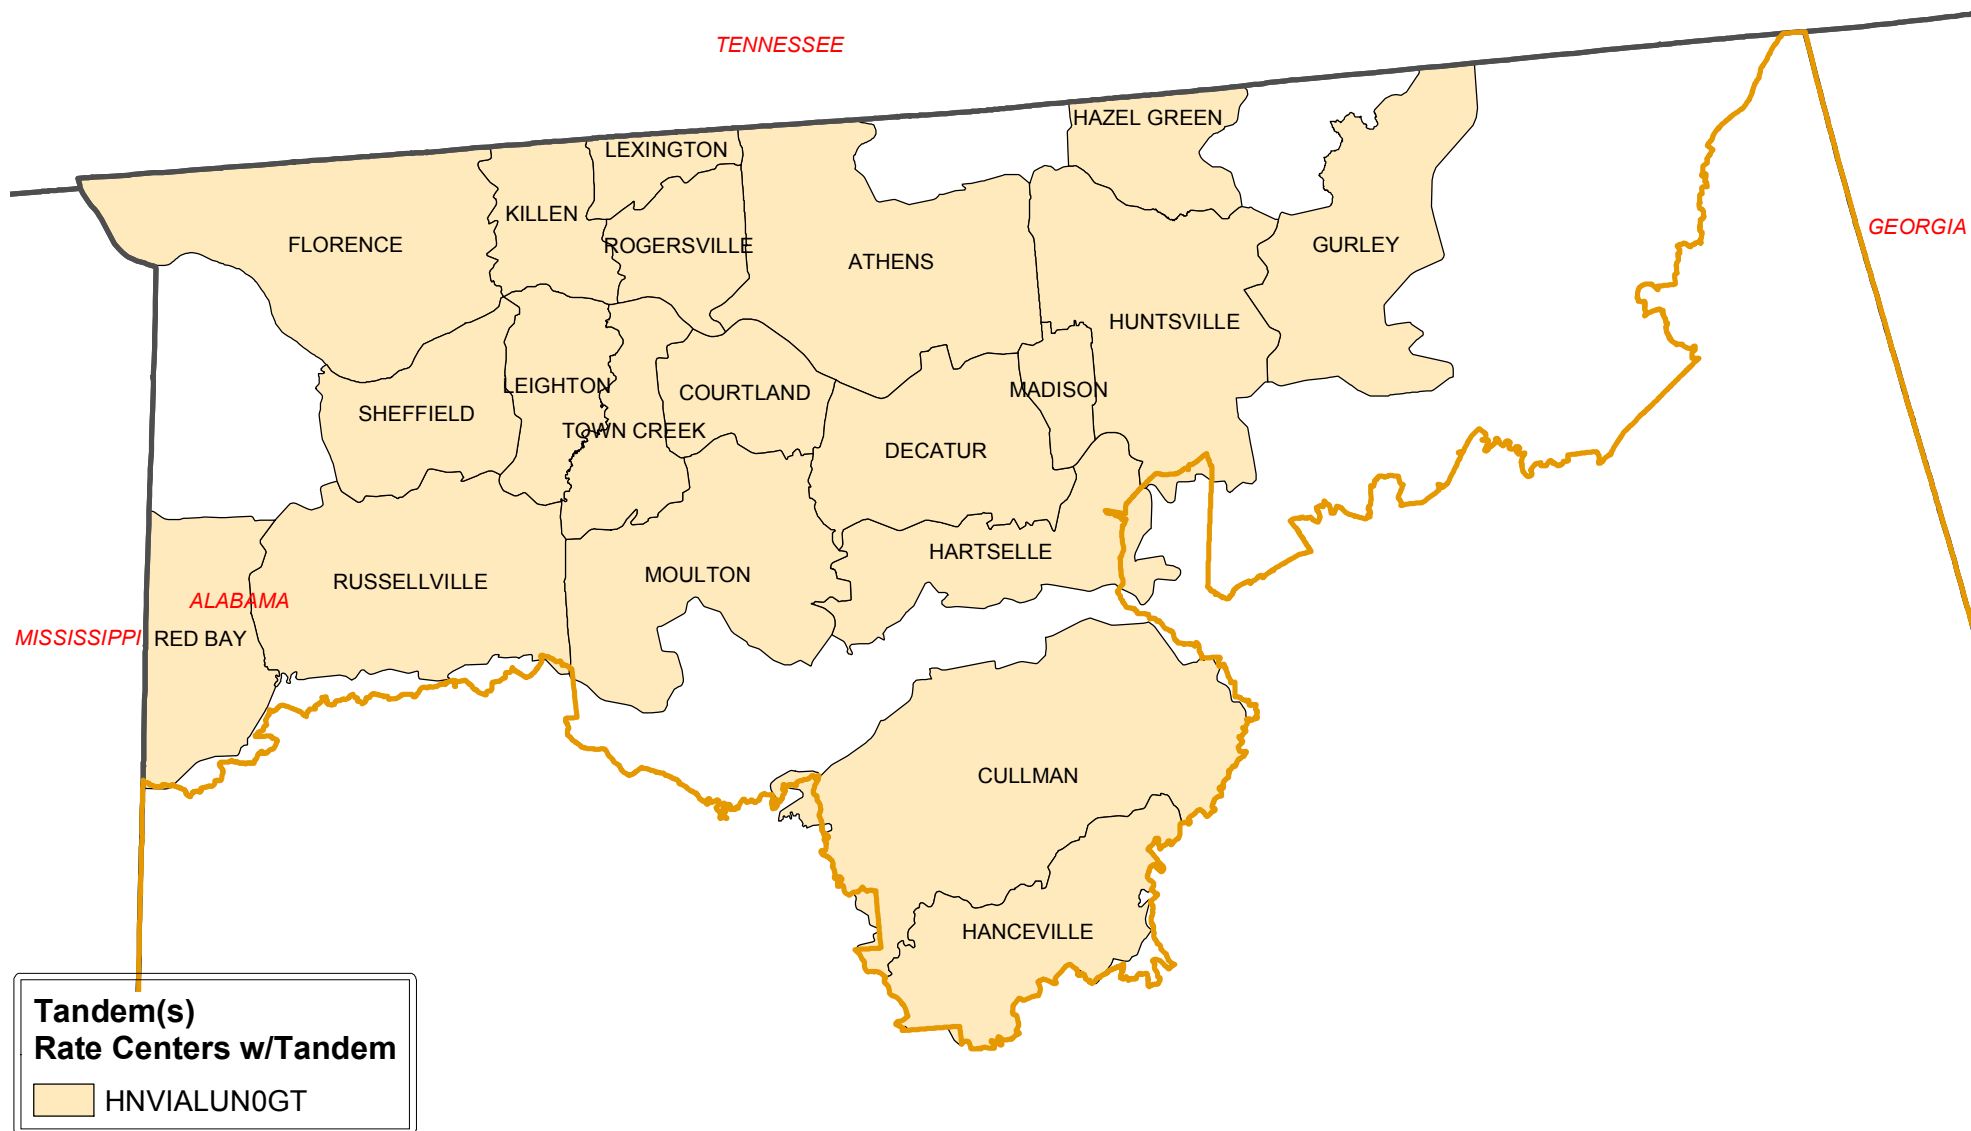 TENNESSEE
HAZEL GREEN
LEXINGTON
KILLEN
GEORGIA
FLORENCE
ROGERSVILLE
GURLEY
ATHENS
HUNTSVILLE
LEIGHTON
MADISON
COURTLAND
SHEFFIELD
TOWN CREEK
DECATUR
HARTSELLE
MOULTON
RUSSELLVILLE
ALABAMA
MISSISSIPPI
RED BAY
CULLMAN
HANCEVILLE
Tandem(s)
Rate Centers w/Tandem
HNVIALUN0GT